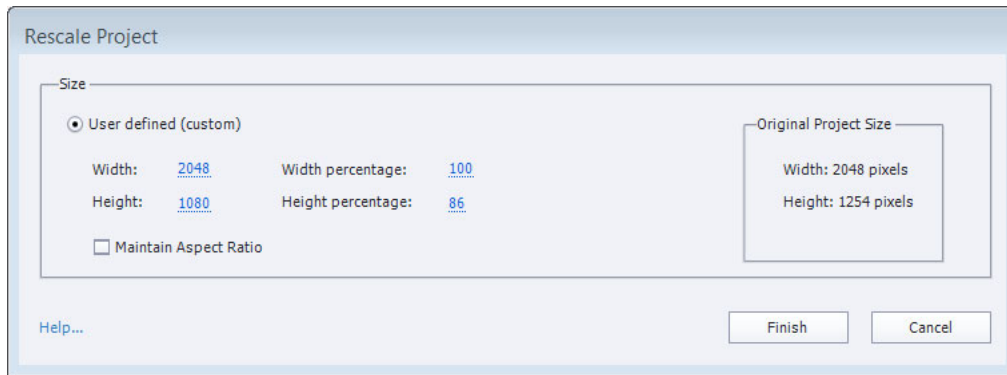 Rescale Project
Size
User defined (custom)
Width: 2048 Width percentage: 100
Height: 1080 Height percentage: 86
Maintain Aspect Ratio
Original Project Size
Width: 2048 pixels
Height: 1254 pixels
Help...
Finish
Cancel